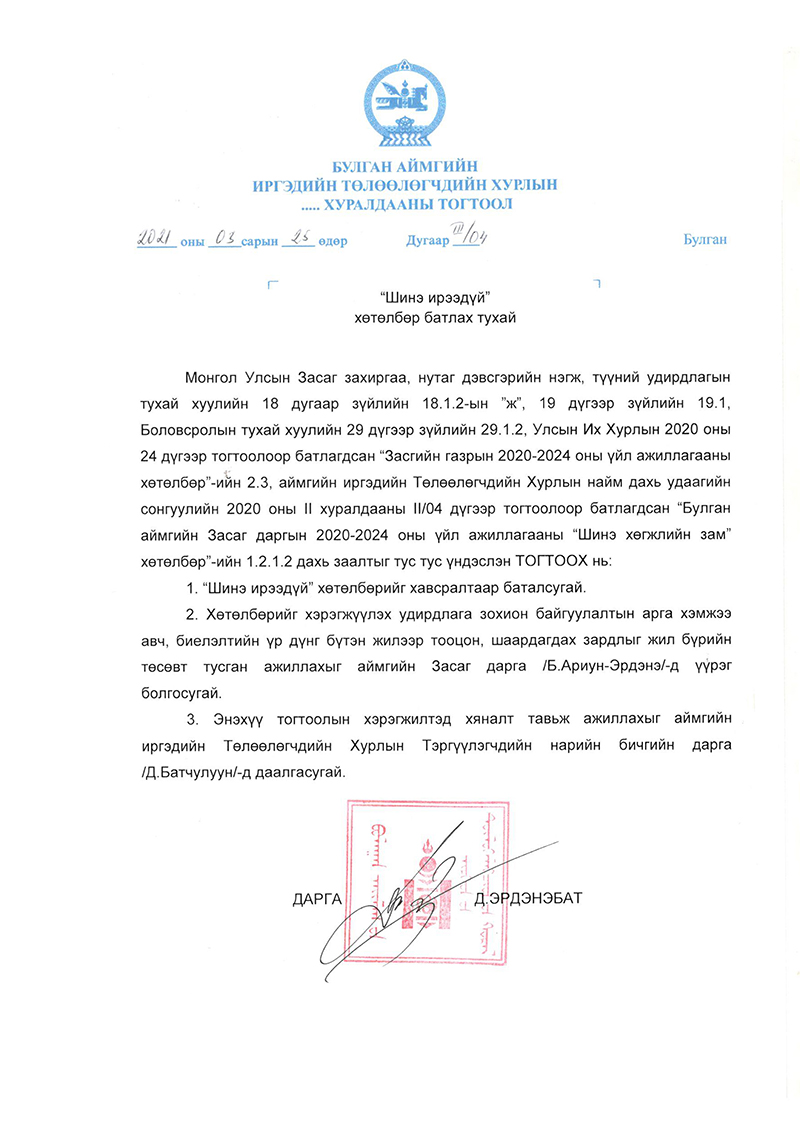 БУЛГАН АЙМГИЙН
ИРГЭДИЙН ТӨЛӨӨЛӨГЧДИЙН ХУРЛЫН
..... ХУРАЛДААНЫ ТОГТООЛ
2021 оны 03 сарын 25 өдөр Дугаар III/04 Булган
“Шинэ ирээдүй”
хөтөлбөр батлах тухай
Монгол Улсын Засаг захиргаа, нутаг дэвсгэрийн нэгж, түүний удирдлагын
тухай хуулийн 18 дугаар зүйлийн 18.1.2-ын ”ж”, 19 дүгээр зүйлийн 19.1,
Боловсролын тухай хуулийн 29 дүгээр зүйлийн 29.1.2, Улсын Их Хурлын 2020 оны
24 дүгээр тогтоолоор батлагдсан “Засгийн газрын 2020-2024 оны үйл ажиллагааны
хөтөлбөр”-ийн 2.3, аймгийн иргэдийн Төлөөлөгчдийн Хурлын найм дахь удаагийн
сонгуулийн 2020 оны II хуралдааны II/04 дүгээр тогтоолоор батлагдсан “Булган
аймгийн Засаг даргын 2020-2024 оны үйл ажиллагааны “Шинэ хөгжлийн зам”
хөтөлбөр”-ийн 1.2.1.2 дахь заалтыг тус тус үндэслэн ТОГТООХ нь:
1. “Шинэ ирээдүй” хөтөлбөрийг хавсралтаар баталсугай.
2. Хөтөлбөрийг хэрэгжүүлэх удирдлага зохион байгуулалтын арга хэмжээ
авч, биелэлтийн үр дүнг бүтэн жилээр тооцон, шаардагдах зардлыг жил бүрийн
төсөвт тусган ажиллахыг аймгийн Засаг дарга /Б.Ариун-Эрдэнэ/-д үүрэг
болгосугай.
3. Энэхүү тогтоолын хэрэгжилтэд хяналт тавьж ажиллахыг аймгийн
иргэдийн Төлөөлөгчдийн Хурлын Тэргүүлэгчдийн нарийн бичгийн дарга
/Д.Батчулуун/-д даалгасугай.
ДАРГА Д.ЭРДЭНЭБАТ